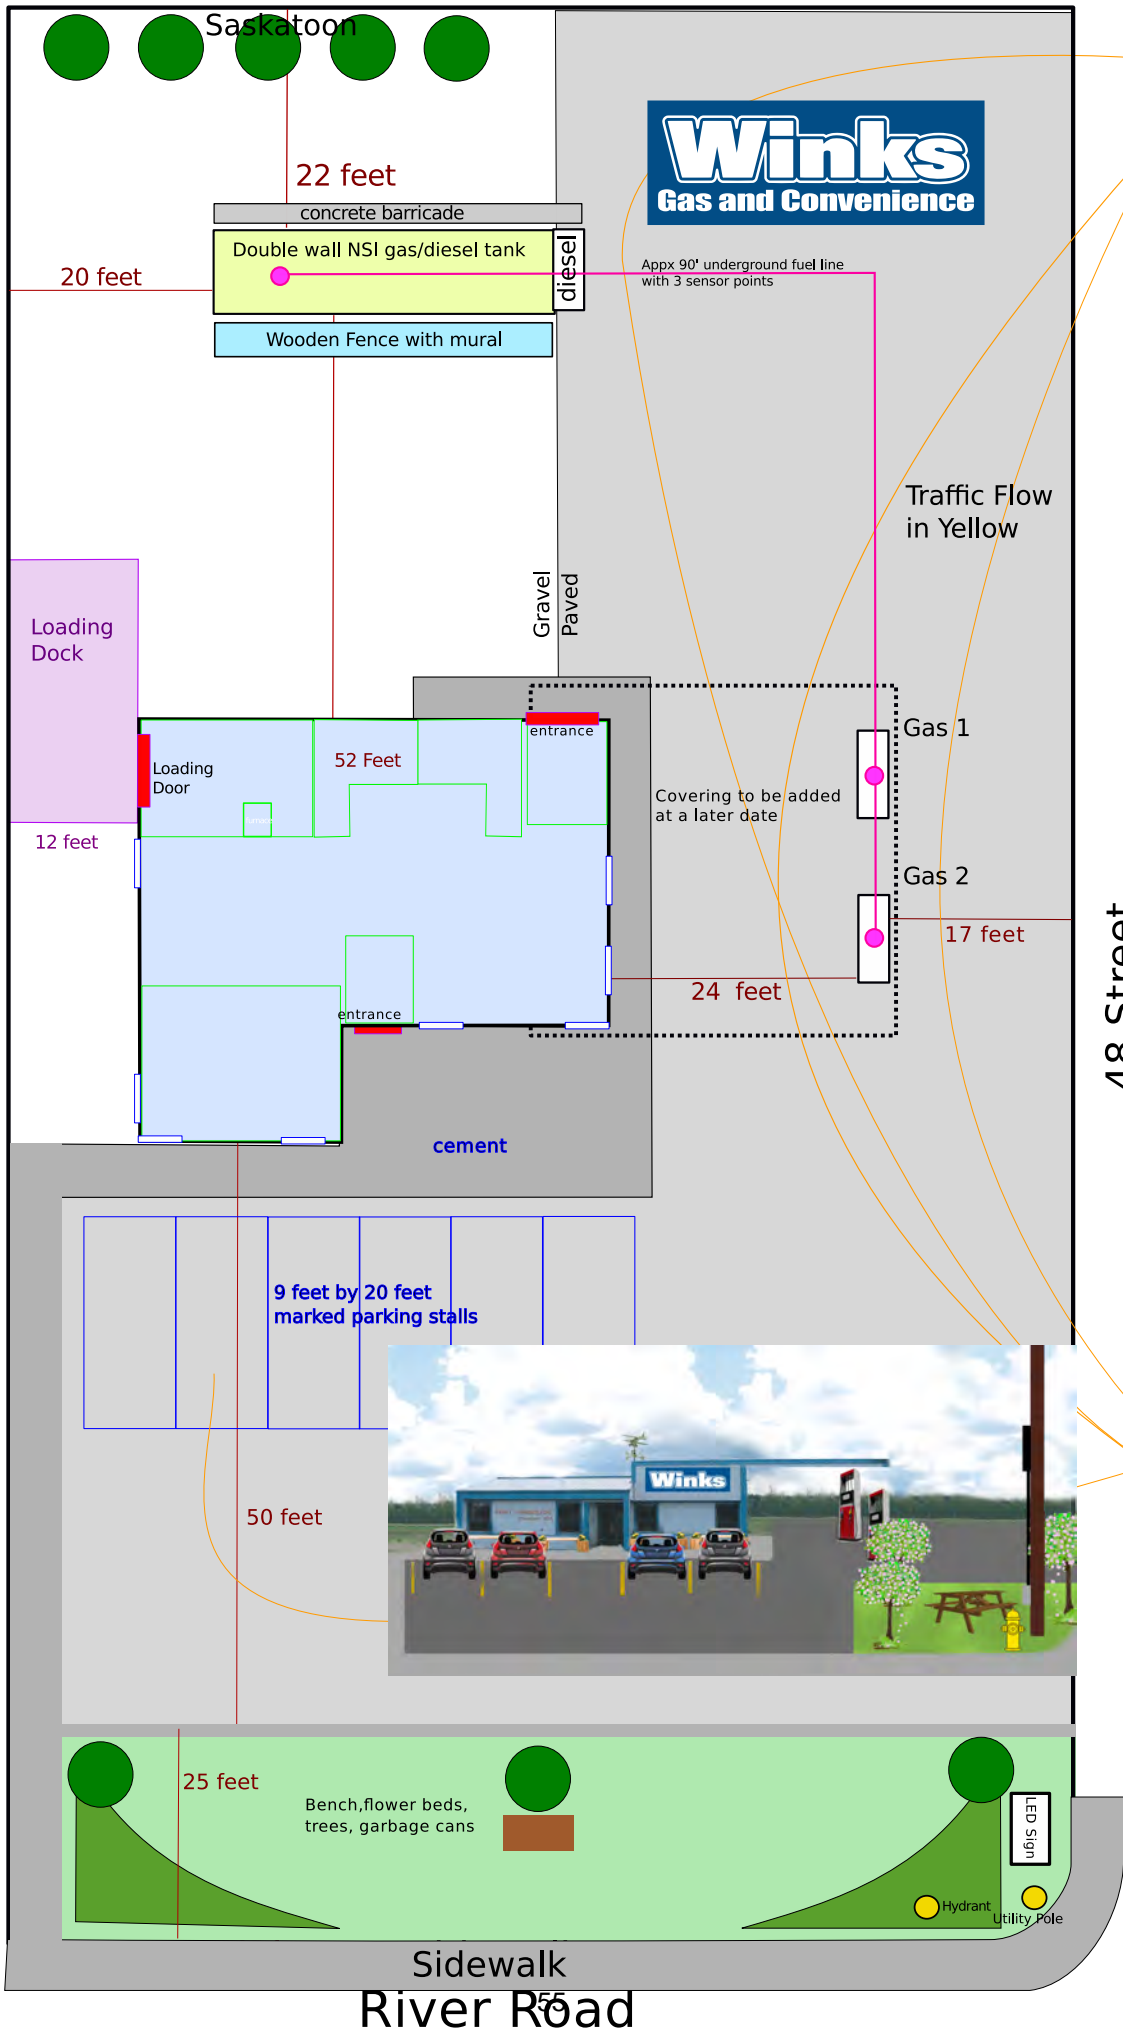 Saskatoon
Winks
Gas and Convenience
22 feet
concrete barricade
Double wall NSI gas/diesel tank
diesel
20 feet
Appx 90' underground fuel line
with 3 sensor points
Wooden Fence with mural
Traffic Flow
in Yellow
Gravel
Paved
Loading
Dock
entrance
Gas 1
52 Feet
Loading
Door
Covering to be added
at a later date
furnace
12 feet
Gas 2
17 feet
24 feet
48 Street
entrance
cement
9 feet by 20 feet
marked parking stalls
Winks
50 feet
25 feet
Bench,flower beds,
trees, garbage cans
LED Sign
Hydrant
Utility Pole
Sidewalk
River Road
55